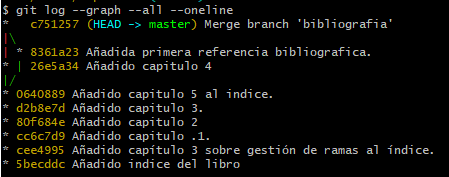 $ git log --graph --all --oneline
*   c751257 (HEAD -> master) Merge branch 'bibliografia'
|\
| * 8361a23 Añadida primera referencia bibliografica.
* | 26e5a34 Añadido capitulo 4
|/
* 0640889 Añadido capitulo 5 al indice.
* d2b8e7d Añadido capitulo 3.
* 80f684e Añadido capitulo 2
* cc6c7d9 Añadido capitulo .1.
* cee4995 Añadido capítulo 3 sobre gestión de ramas al índice.
* 5becddc Añadido indice del libro